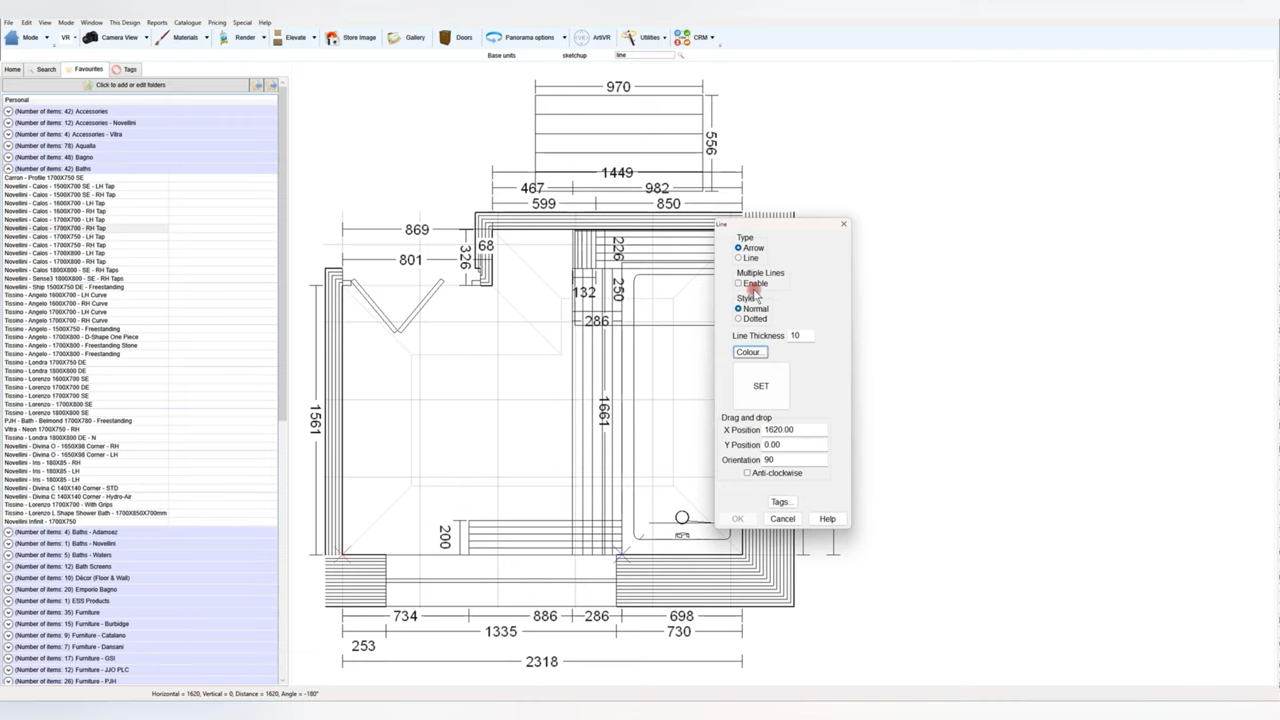 File Edit View Mode Window This Design Reports Catalogue Pricing Special Help
Mode VR Camera View Materials Render Elevate Store Image Gallery Doors Panorama options ArtiVR Utilities CRM
Base units sketchup line
Home Search Favourites Tags
Click to add or edit folders
Personal
(Number of items: 42) Accessories
(Number of items: 12) Accessories - Novellini
(Number of items: 4) Accessories - Vitra
(Number of items: 78) Aqualla
(Number of items: 48) Bagno
(Number of items: 42) Baths
Carron - Profile 1700X750 SE
Novellini - Calos - 1500X700 SE - LH Tap
Novellini - Calos - 1500X700 SE - RH Tap
Novellini - Calos - 1600X700 - LH Tap
Novellini - Calos - 1600X700 - RH Tap
Novellini - Calos - 1700X700 - LH Tap
Novellini - Calos - 1700X700 - RH Tap
Novellini - Calos - 1700X750 - LH Tap
Novellini - Calos - 1700X750 - RH Tap
Novellini - Calos - 1700X800 - LH Tap
Novellini - Calos - 1700X800 - RH Tap
Novellini - Calos 1800X800 - SE - RH Taps
Novellini - Sense3 1800X800 - SE - RH Taps
Novellini - Ship 1500X750 DE - Freestanding
Tissino - Angelo 1600X700 - LH Curve
Tissino - Angelo 1600X700 - RH Curve
Tissino - Angelo 1700X700 - LH Curve
Tissino - Angelo 1700X700 - RH Curve
Tissino - Angelo - 1500X750 - Freestanding
Tissino - Angelo - 1700X800 - D-Shape One Piece
Tissino - Angelo - 1700X800 - Freestanding Stone
Tissino - Angelo - 1700X800 - Freestanding
Tissino - Londra 1700X750 DE
Tissino - Londra 1800X800 DE
Tissino - Lorenzo 1600X700 SE
Tissino - Lorenzo 1700X700 DE
Tissino - Lorenzo - 1700X700 SE
Tissino - Lorenzo - 1700X800 - SE
Tissino - Lorenzo 1800X800 SE
PJH - Bath - Belmond 1700X780 - Freestanding
Vitra - Neon 1700X750 - RH
Tissino - Londra 1800X800 DE - N
Novellini - Divina O - 1650X98 Corner - RH
Novellini - Divina O - 1650X98 Corner - LH
Novellini - Iris - 180X85 - RH
Novellini - Iris - 180X85 - LH
Novellini - Iris - 180X85 - LH
Novellini - Divina C 140X140 Corner - STD
Novellini - Divina C 140X140 Corner - Hydro-Air
Tissino - Lorenzo 1700X700 - With Grips
Tissino - Lorenzo L Shape Shower Bath - 1700X850X700mm
Novellini Infinit - 1700X750
(Number of items: 4) Baths - Adamsez
(Number of items: 1) Baths - Novellini
(Number of items: 5) Baths - Waters
(Number of items: 12) Bath Screens
(Number of items: 10) Décor (Floor & Wall)
(Number of items: 20) Emporio Bagno
(Number of items: 1) ESS Products
(Number of items: 35) Furniture
(Number of items: 15) Furniture - Burbidge
(Number of items: 9) Furniture - Catalano
(Number of items: 7) Furniture - Dansani
(Number of items: 17) Furniture - GSI
(Number of items: 12) Furniture - JJO PLC
(Number of items: 26) Furniture - PJH
970
556
1449
467 982
599 850
869
68
326
801
226
250
132
286
1561
1661
200
734 886 286 698
1335 730
253
2318
Line
Type
Arrow
Line
Multiple Lines
Enable
Style
Normal
Dotted
Line Thickness 10
Colour...
SET
Drag and drop
X Position 1620.00
Y Position 0.00
Orientation 90
Anti-clockwise
Tags...
OK Cancel Help
Horizontal = 1620, Vertical = 0, Distance = 1620, Angle = -180°